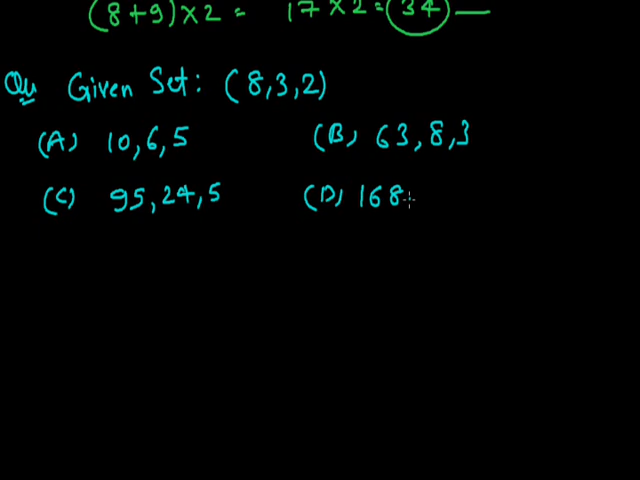 (8+9)×2 = 17×2 = 34
Qu Given Set: (8,3,2)
(A) 10,6,5 (B) 63,8,3
(C) 95,24,5 (D) 168